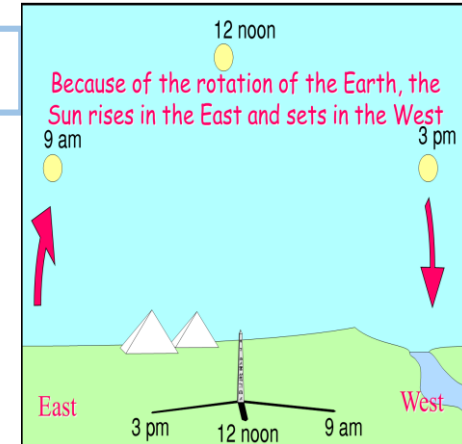 12 noon
Because of the rotation of the Earth, the
Sun rises in the East and sets in the West
9 am
3 pm
East
West
3 pm
12 noon
9 am